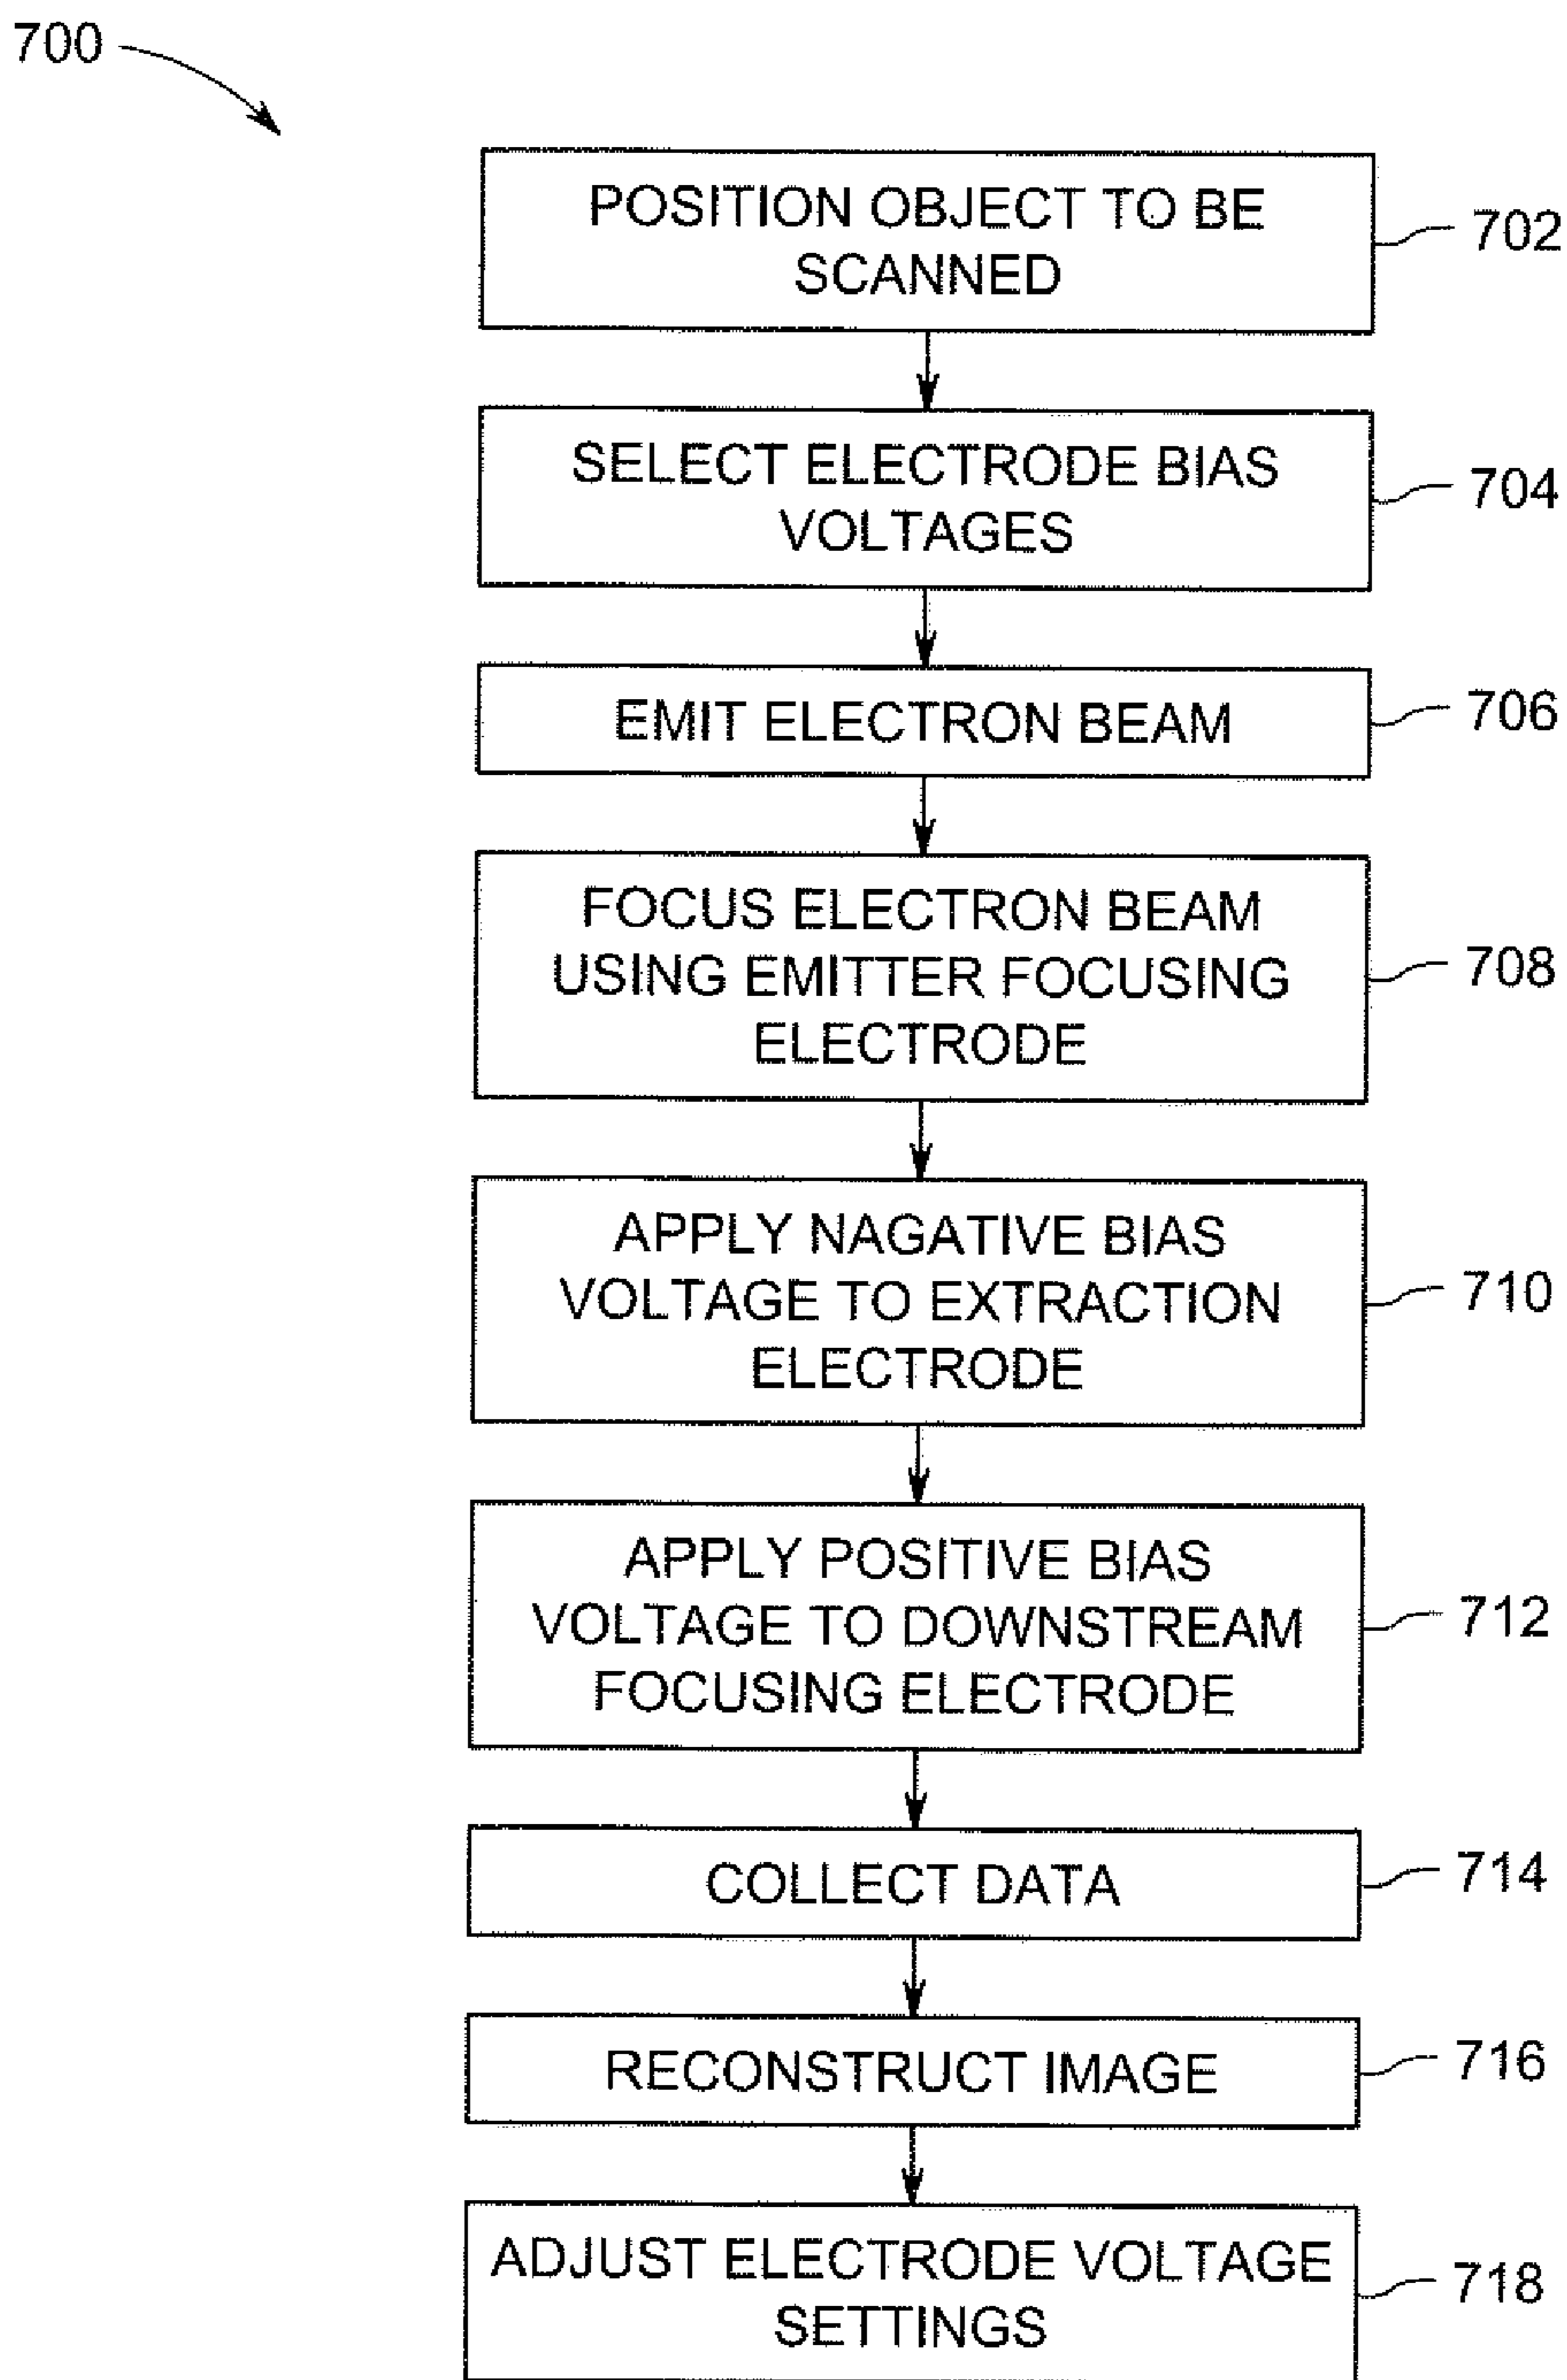 700
POSITION OBJECT TO BE
SCANNED
702
SELECT ELECTRODE BIAS
VOLTAGES
704
EMIT ELECTRON BEAM
706
FOCUS ELECTRON BEAM
USING EMITTER FOCUSING
ELECTRODE
708
APPLY NAGATIVE BIAS
VOLTAGE TO EXTRACTION
ELECTRODE
710
APPLY POSITIVE BIAS
VOLTAGE TO DOWNSTREAM
FOCUSING ELECTRODE
712
COLLECT DATA
714
RECONSTRUCT IMAGE
716
ADJUST ELECTRODE VOLTAGE
SETTINGS
718